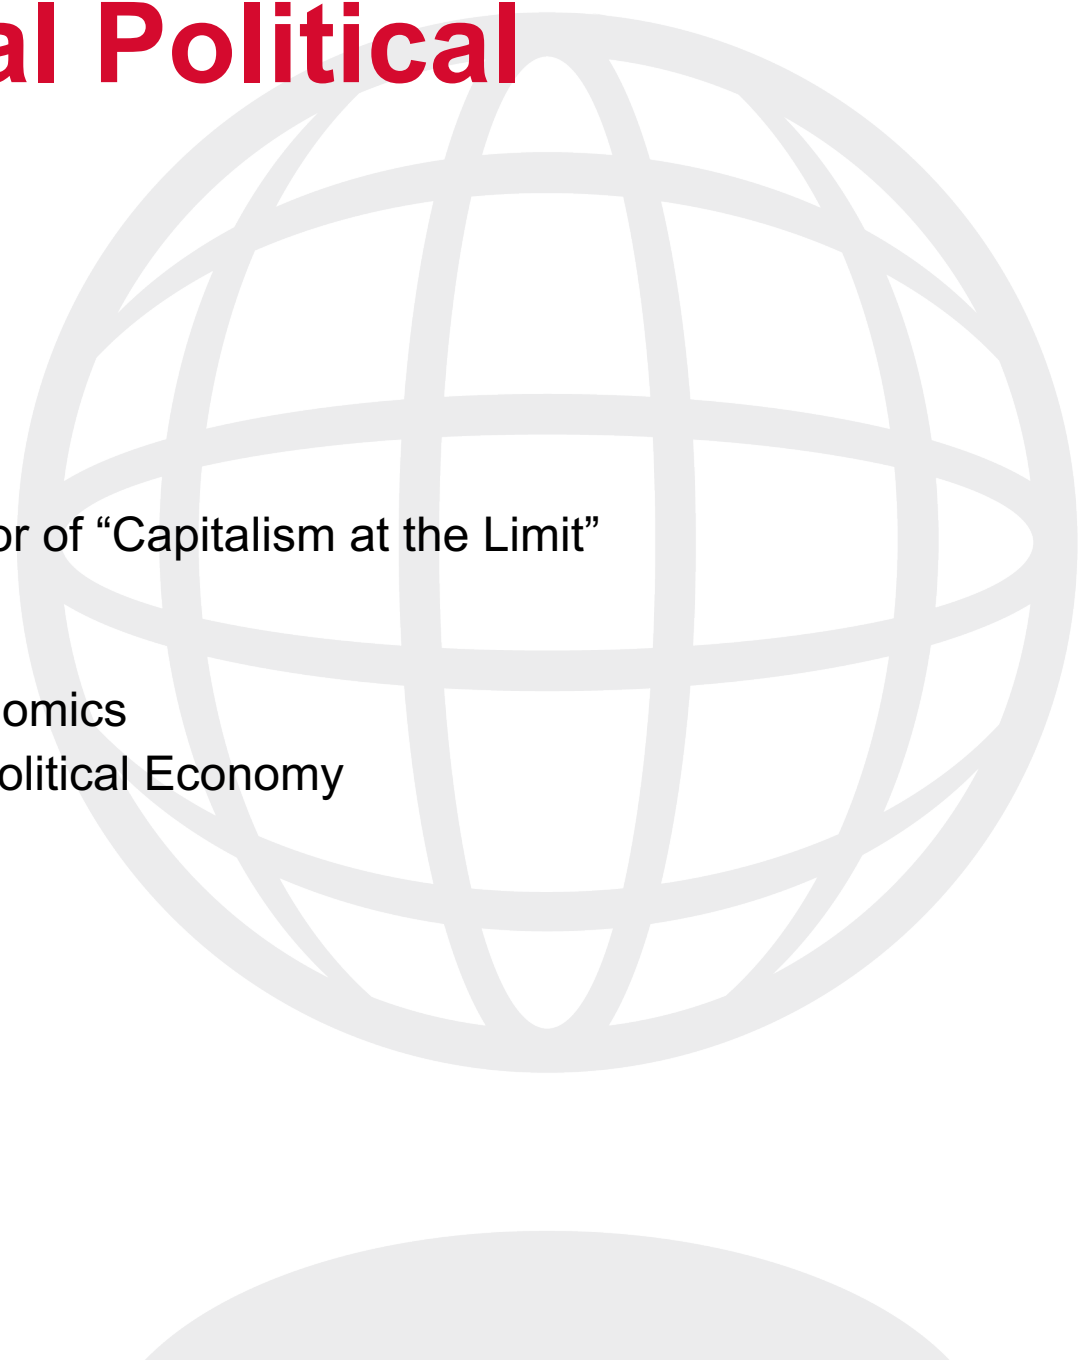 al Political
or of “Capitalism at the Limit”
omics
olitical Economy